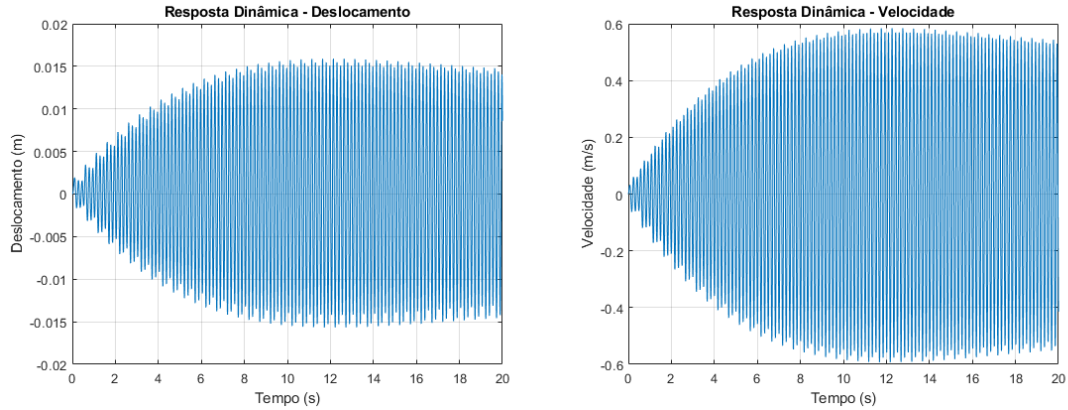 Resposta Dinâmica - Deslocamento
0.02
0.015
0.01
0.005
0
-0.005
-0.01
-0.015
-0.02
Deslocamento (m)
0 2 4 6 8 10 12 14 16 18 20
Tempo (s)
Resposta Dinâmica - Velocidade
0.6
0.4
0.2
0
-0.2
-0.4
-0.6
Velocidade (m/s)
0 2 4 6 8 10 12 14 16 18 20
Tempo (s)